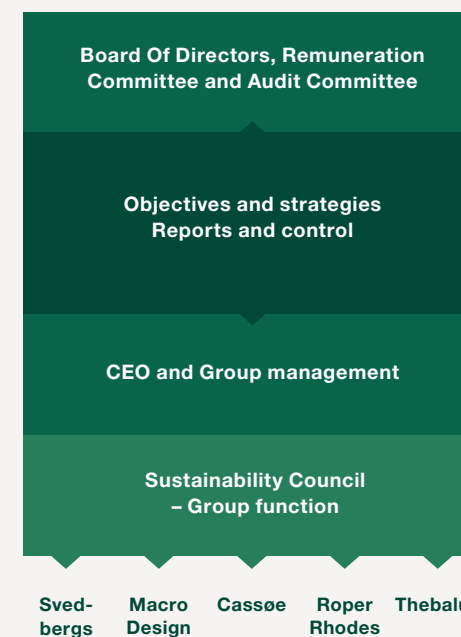 Board Of Directors, Remuneration
Committee and Audit Committee
Objectives and strategies
Reports and control
CEO and Group management
Sustainability Council
– Group function
Sved-
bergs
Macro
Design
Cassøe
Roper
Rhodes